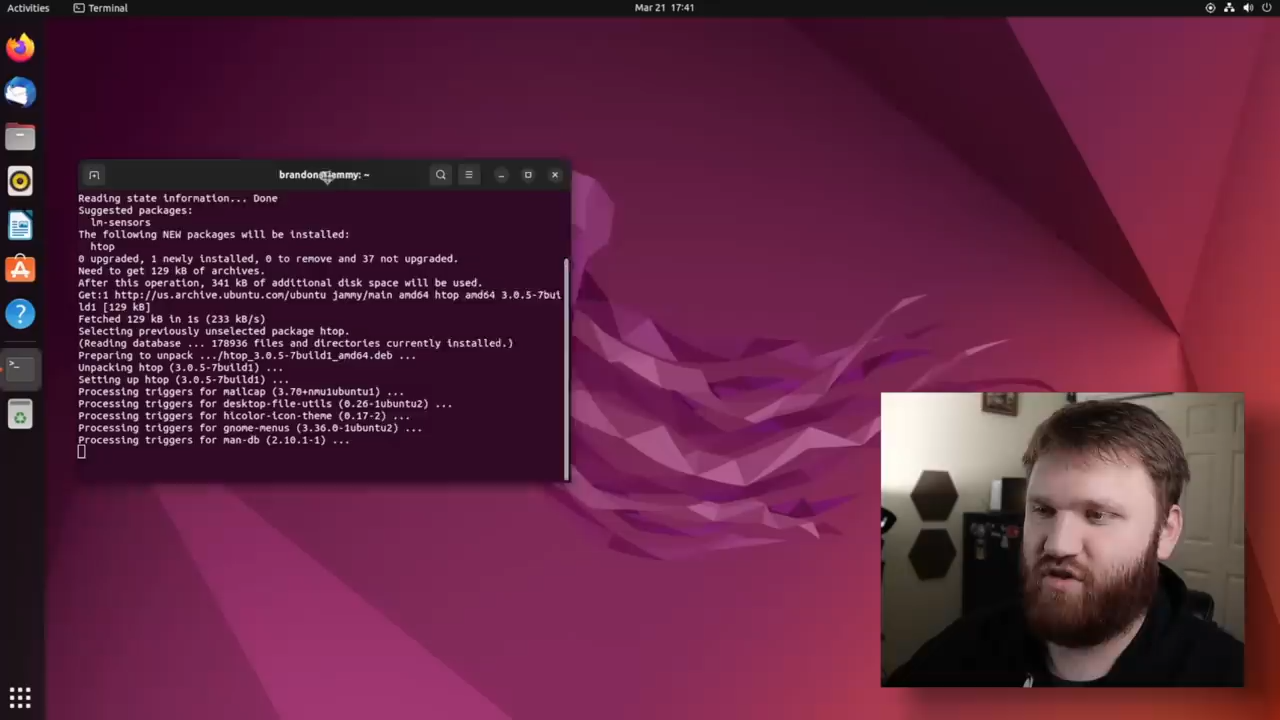 Activities
Terminal
Mar 21 17:41
brandon@jammy: ~
Reading state information... Done
Suggested packages:
  lm-sensors
The following NEW packages will be installed:
  htop
0 upgraded, 1 newly installed, 0 to remove and 37 not upgraded.
Need to get 129 kB of archives.
After this operation, 341 kB of additional disk space will be used.
Get:1 http://us.archive.ubuntu.com/ubuntu jammy/main amd64 htop amd64 3.0.5-7bui
ld1 [129 kB]
Fetched 129 kB in 1s (233 kB/s)
Selecting previously unselected package htop.
(Reading database ... 178936 files and directories currently installed.)
Preparing to unpack .../htop_3.0.5-7build1_amd64.deb ...
Unpacking htop (3.0.5-7build1) ...
Setting up htop (3.0.5-7build1) ...
Processing triggers for mailcap (3.70+nmu1ubuntu1) ...
Processing triggers for desktop-file-utils (0.26-1ubuntu2) ...
Processing triggers for hicolor-icon-theme (0.17-2) ...
Processing triggers for gnome-menus (3.36.0-1ubuntu2) ...
Processing triggers for man-db (2.10.1-1) ...